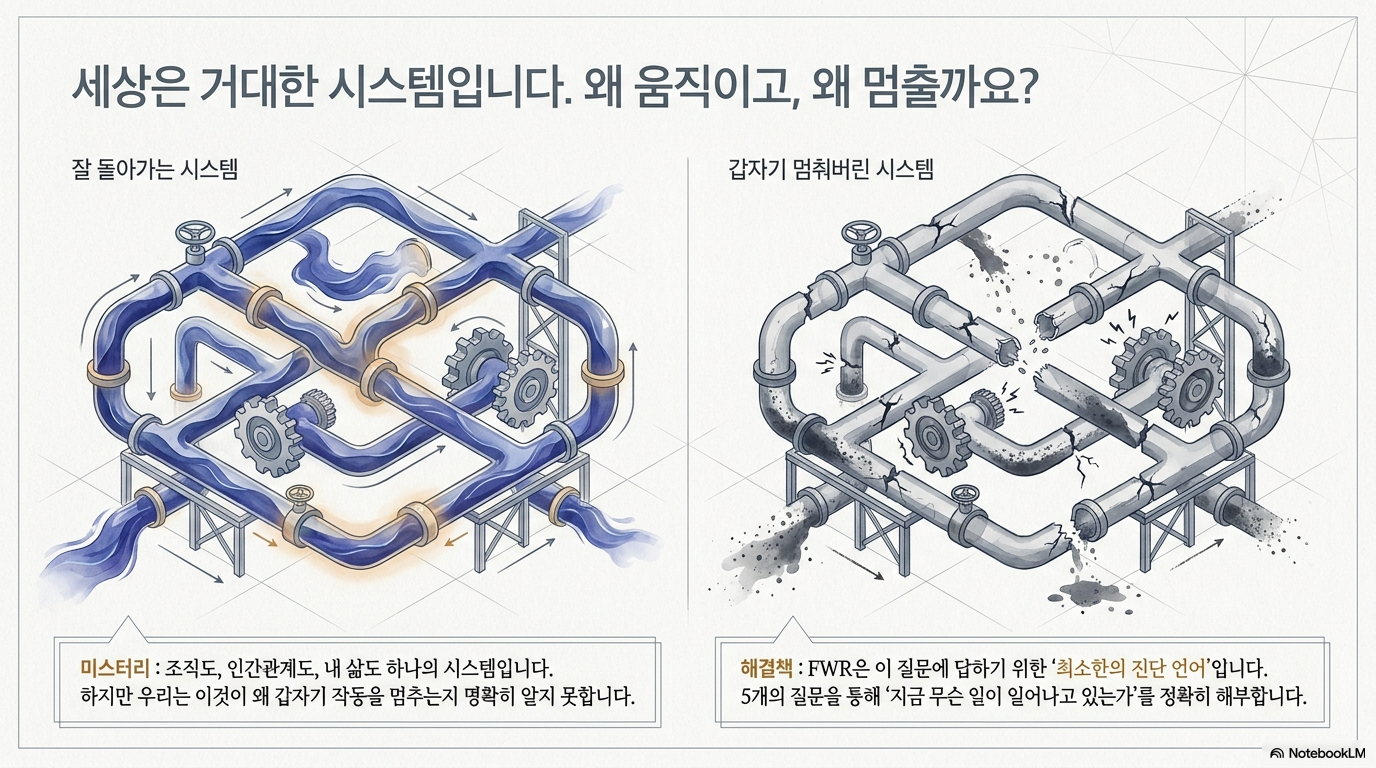 세상은 거대한 시스템입니다. 왜 움직이고, 왜 멈출까요?
잘 돌아가는 시스템
갑자기 멈춰버린 시스템
미스터리 : 조직도, 인간관계도, 내 삶도 하나의 시스템입니다.
하지만 우리는 이것이 왜 갑자기 작동을 멈추는지 명확히 알지 못합니다.
해결책 : FWR은 이 질문에 답하기 위한 ‘최소한의 진단 언어’입니다.
5개의 질문을 통해 ‘지금 무슨 일이 일어나고 있는가’를 정확히 해부합니다.
NotebookLM